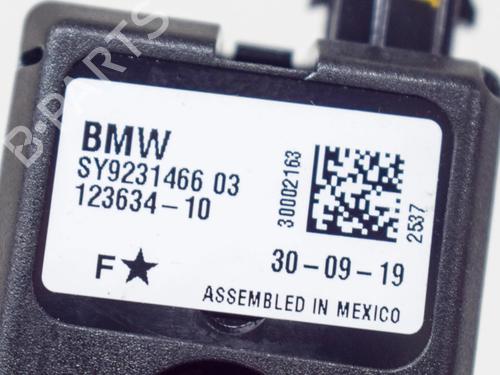 B-PARTS
BMW
SY9231466 03
123634-10
30002163
2537
F★
30-09-19
ASSEMBLED IN MEXICO